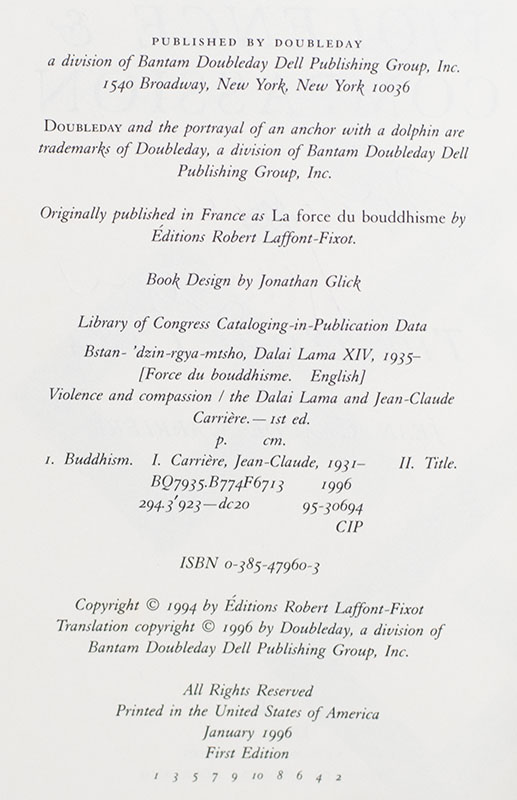 PUBLISHED BY DOUBLEDAY
a division of Bantam Doubleday Dell Publishing Group, Inc.
1540 Broadway, New York, New York 10036
DOUBLEDAY and the portrayal of an anchor with a dolphin are
trademarks of Doubleday, a division of Bantam Doubleday Dell
Publishing Group, Inc.
Originally published in France as La force du bouddhisme by
Éditions Robert Laffont-Fixot.
Book Design by Jonathan Glick
Library of Congress Cataloging-in-Publication Data
Bstan- 'dzin-rgya-mtsho, Dalai Lama XIV, 1935–
[Force du bouddhisme. English]
Violence and compassion / the Dalai Lama and Jean-Claude
Carrière.—1st ed.
p. cm.
1. Buddhism. I. Carrière, Jean-Claude, 1931– II. Title.
BQ7935.B774F6713 1996
294.3'923—dc20 95-30694
CIP
ISBN 0-385-47960-3
Copyright © 1994 by Éditions Robert Laffont-Fixot
Translation copyright © 1996 by Doubleday, a division of
Bantam Doubleday Dell Publishing Group, Inc.
All Rights Reserved
Printed in the United States of America
January 1996
First Edition
1 3 5 7 9 10 8 6 4 2